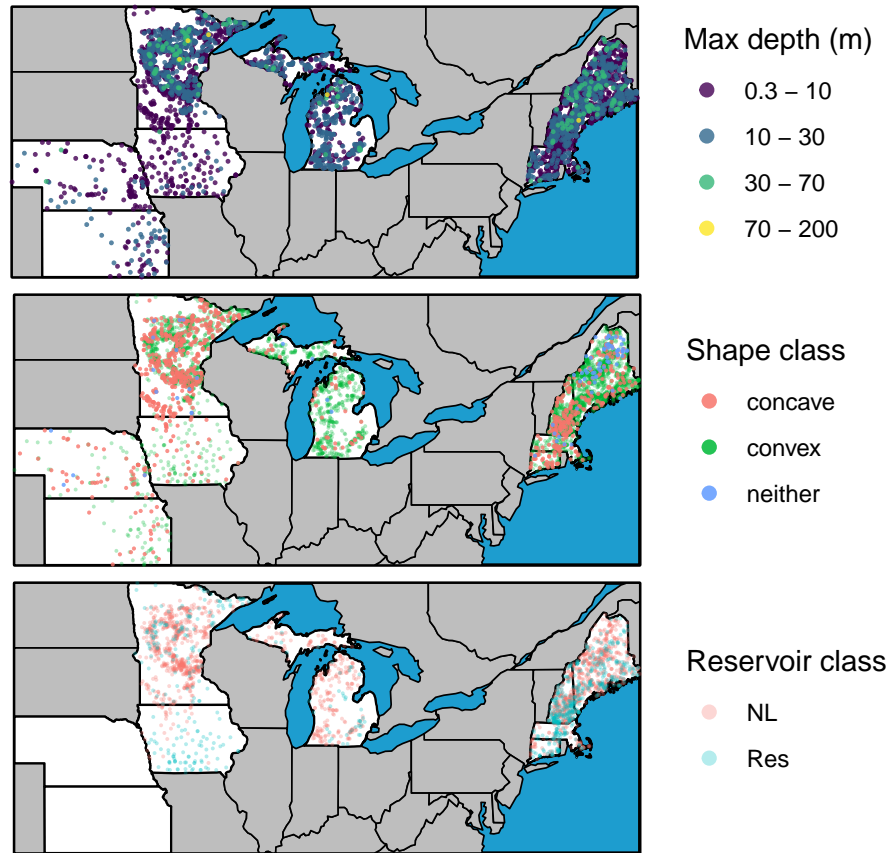 Max depth (m)
0.3 − 10
10 − 30
30 − 70
70 − 200
Shape class
concave
convex
neither
Reservoir class
NL
Res